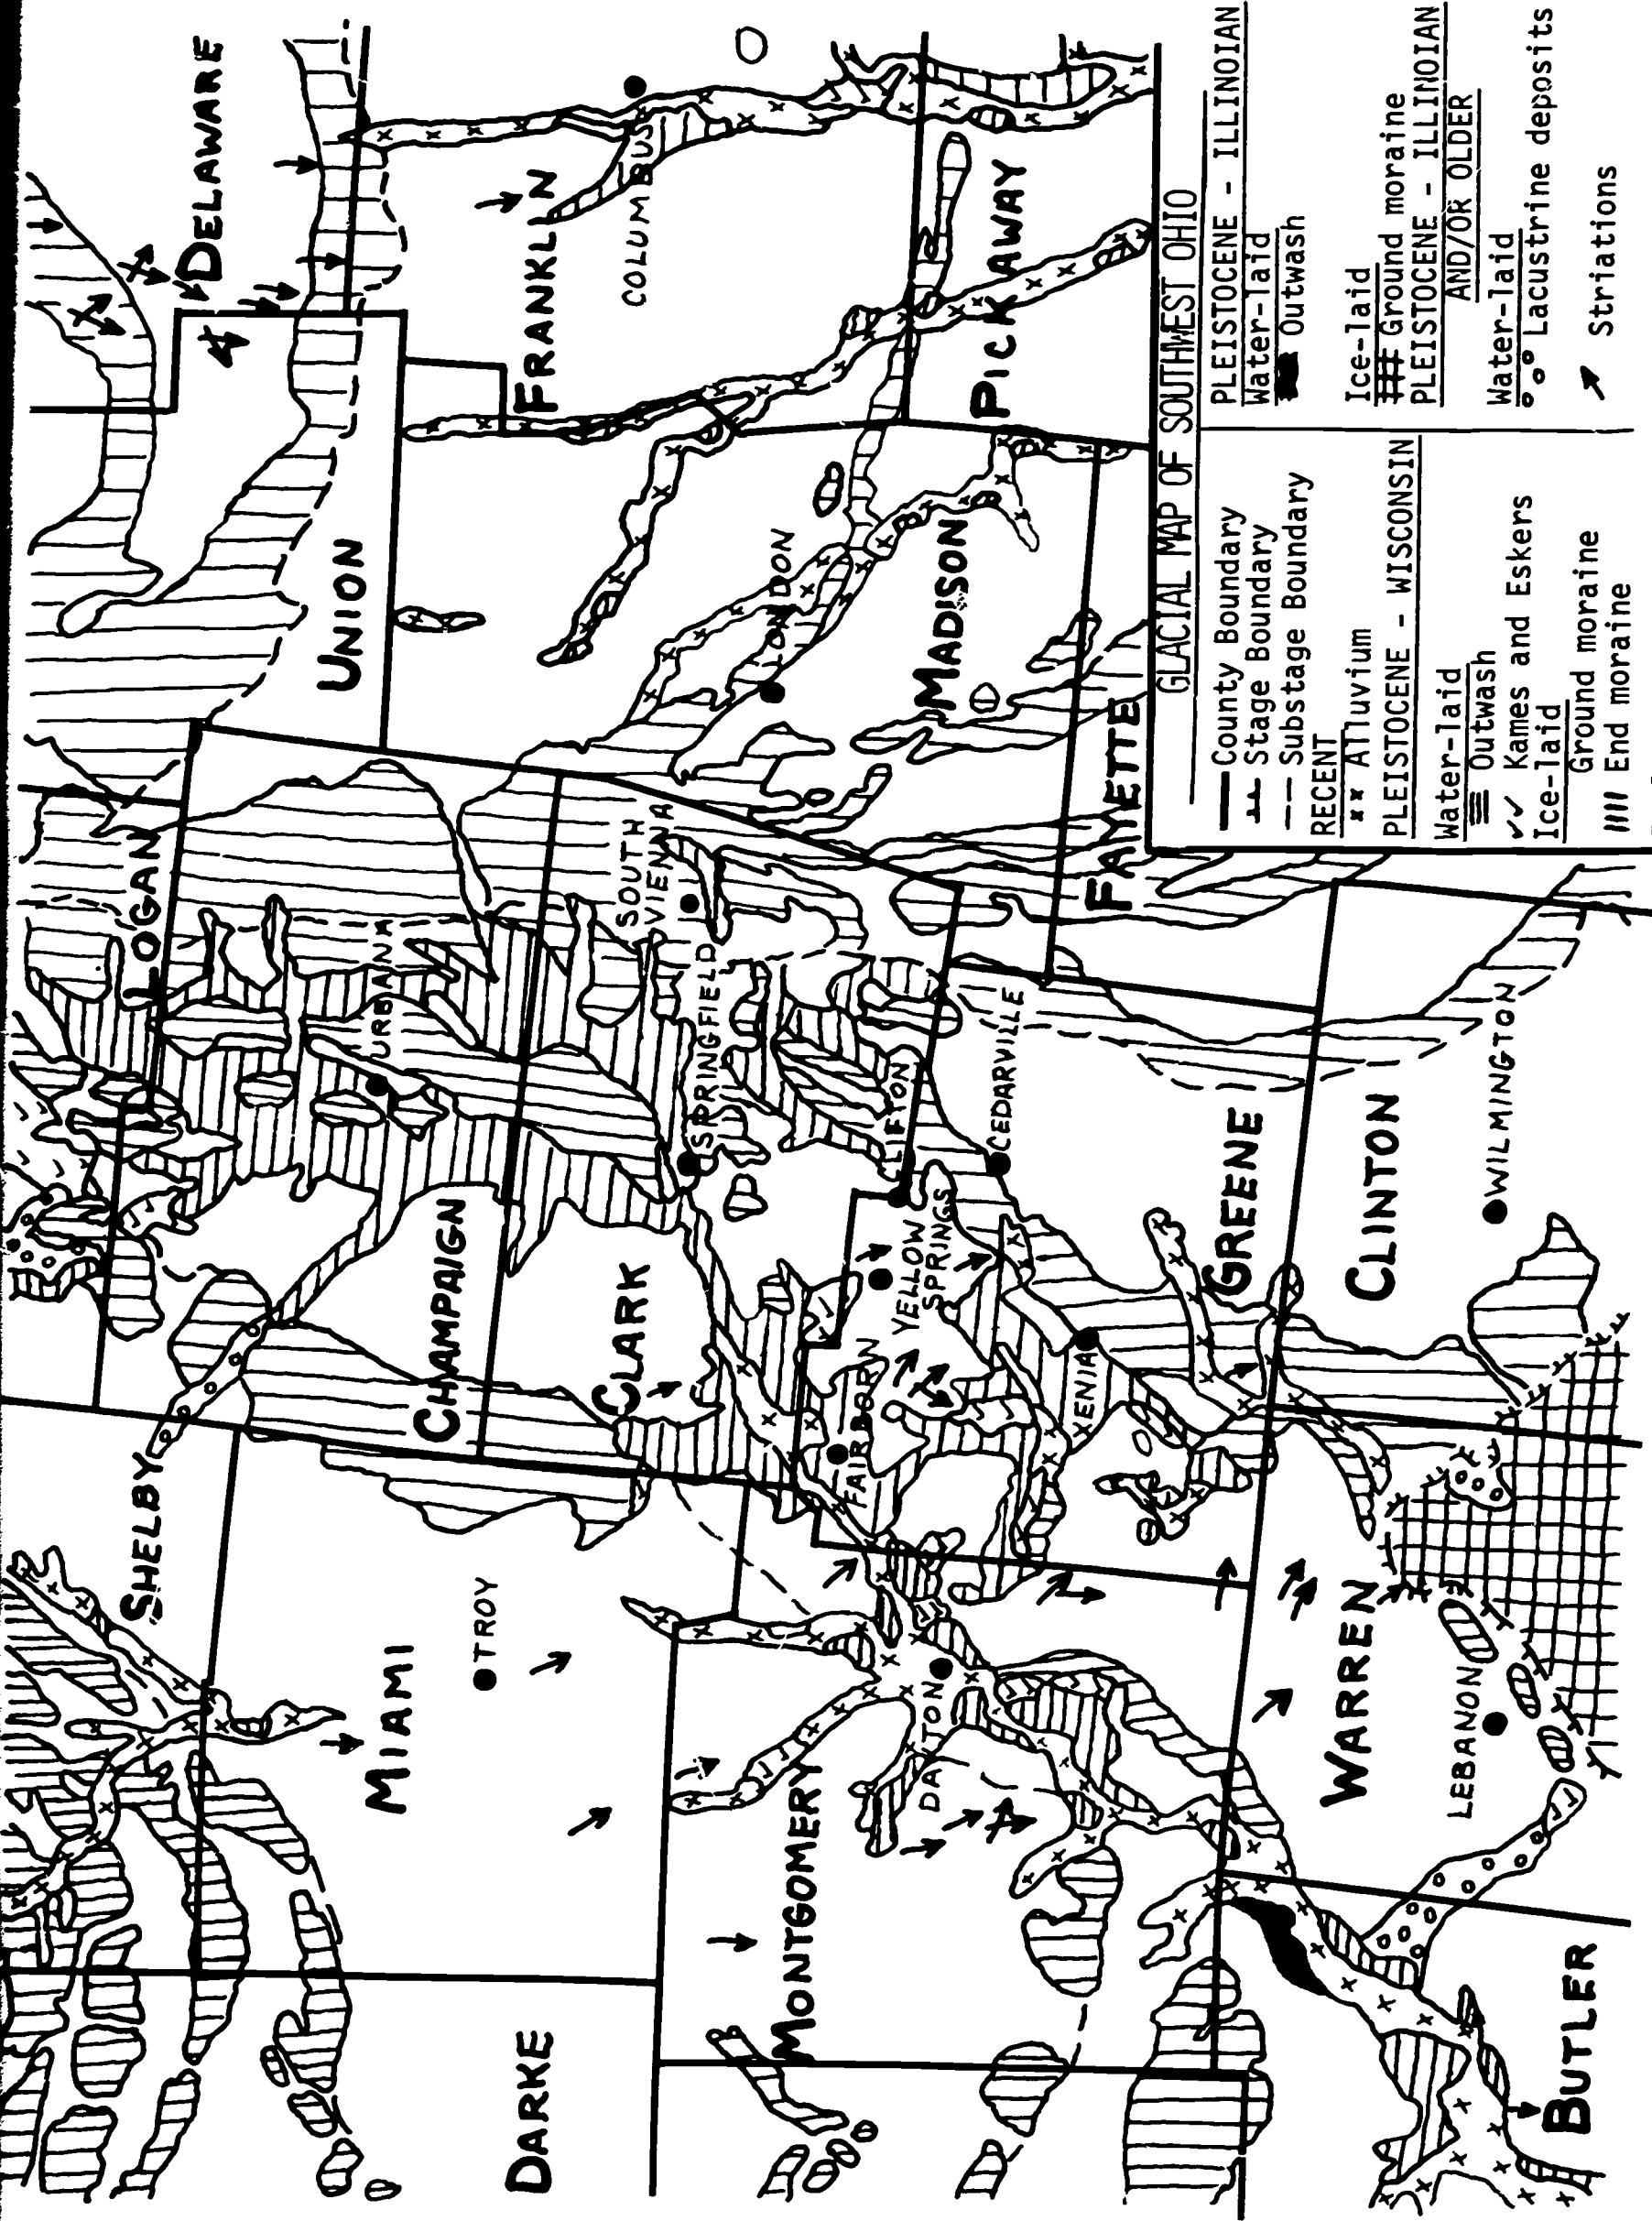 SHELBY
LOGAN
UNION
DELAWARE
MIAMI
TROY
CHAMPAIGN
URBANA
DARKE
CLARK
SPRINGFIELD
SOUTH
VIENNA
FRANKLIN
COLUMBUS
MONTGOMERY
DAYTON
FAIRBORN
YELLOW
SPRINGS
CLIFTON
CEDARVILLE
LONDON
MADISON
PICKAWAY
XENIA
GREENE
FAYETTE
WARREN
LEBANON
CLINTON
WILMINGTON
BUTLER
GLACIAL MAP OF SOUTHWEST OHIO
County Boundary
Stage Boundary
Substage Boundary
RECENT
xx Alluvium
PLEISTOCENE - WISCONSIN
Water-laid
Outwash
Kames and Eskers
Ice-laid
Ground moraine
End moraine
PLEISTOCENE - ILLINOIAN
Water-laid
Outwash
Ice-laid
Ground moraine
PLEISTOCENE - ILLINOIAN
AND/OR OLDER
Water-laid
Lacustrine deposits
Striations